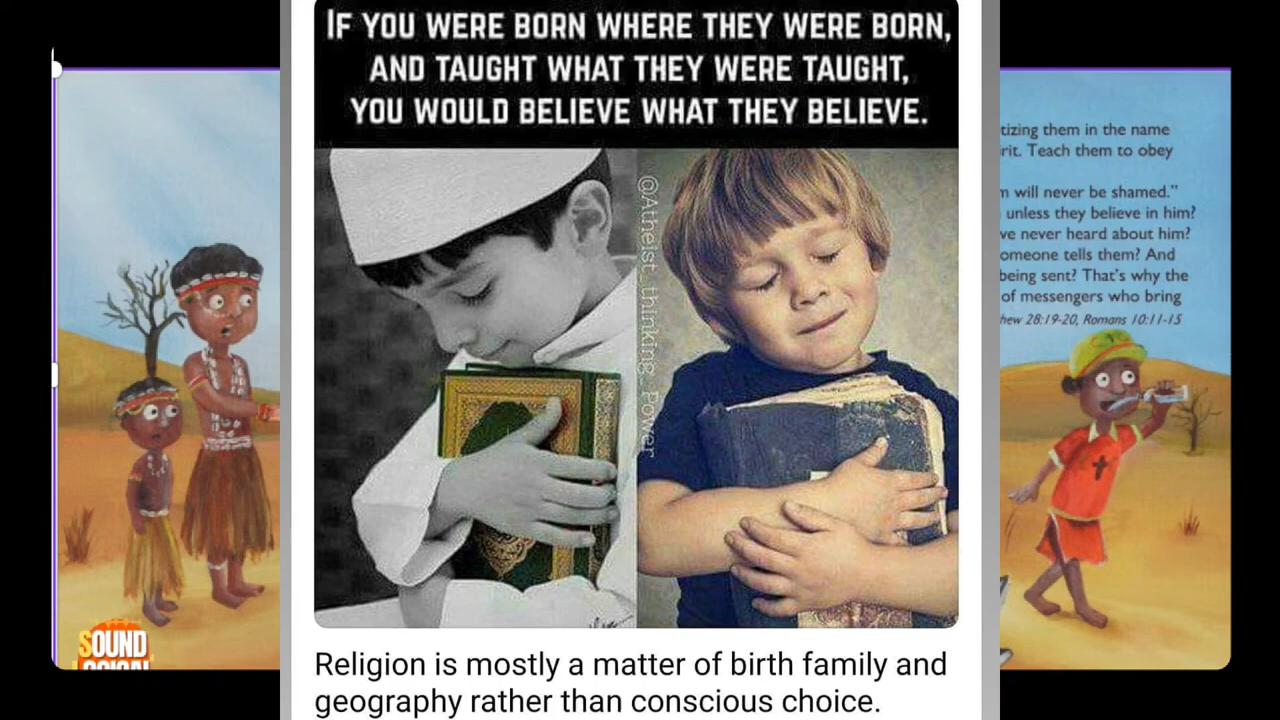 IF YOU WERE BORN WHERE THEY WERE BORN,
AND TAUGHT WHAT THEY WERE TAUGHT,
YOU WOULD BELIEVE WHAT THEY BELIEVE.
@Atheist_thinking_Power
Religion is mostly a matter of birth family and
geography rather than conscious choice.
tizing them in the name
rit. Teach them to obey
m will never be shamed."
unless they believe in him?
ve never heard about him?
omeone tells them? And
being sent? That's why the
of messengers who bring
hew 28:19-20, Romans 10:11-15
SOUND